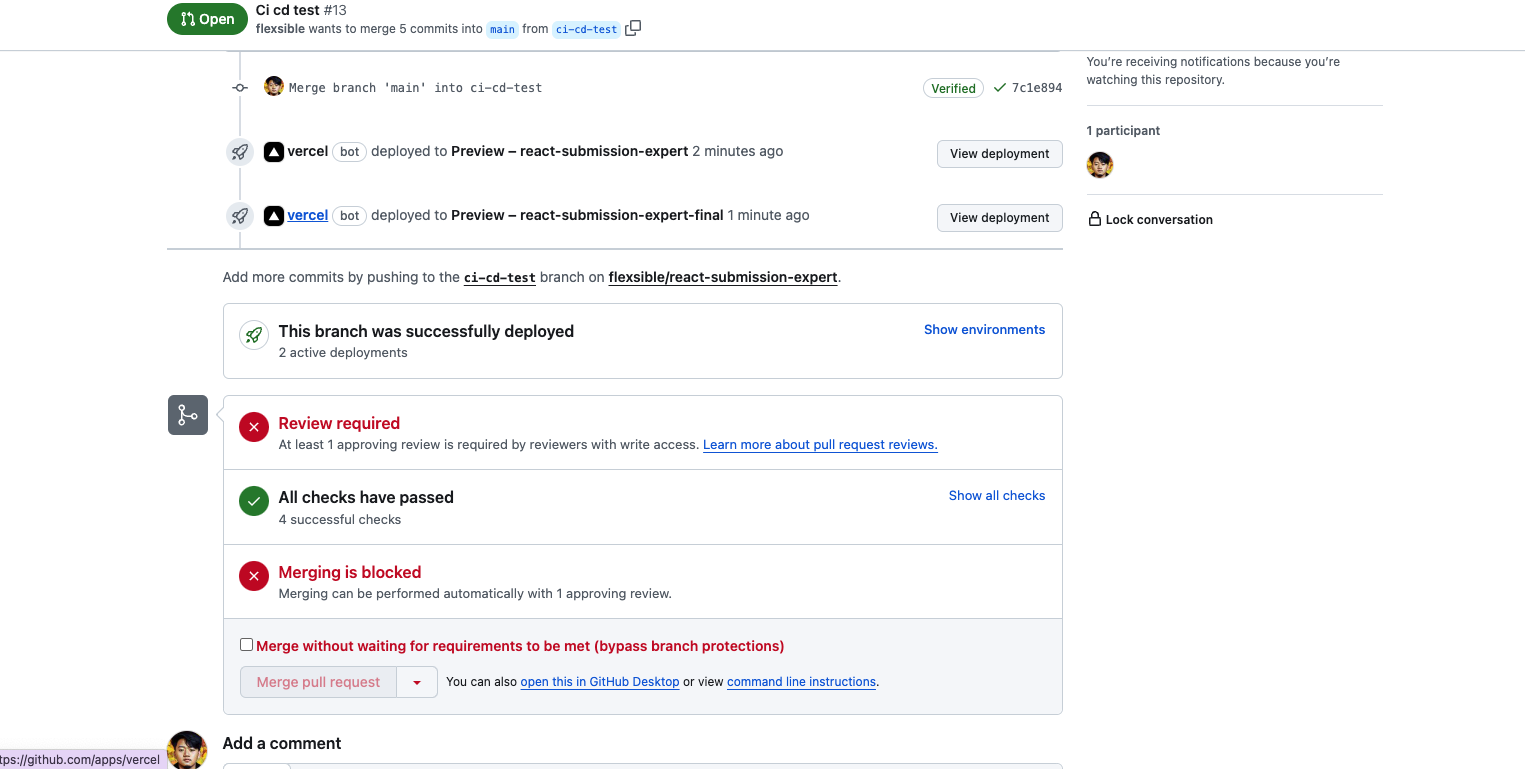 Open
Ci cd test #13
flexsible wants to merge 5 commits into main from ci-cd-test
Merge branch 'main' into ci-cd-test
Verified
7c1e894
vercel bot deployed to Preview – react-submission-expert 2 minutes ago
View deployment
vercel bot deployed to Preview – react-submission-expert-final 1 minute ago
View deployment
Add more commits by pushing to the ci-cd-test branch on flexsible/react-submission-expert.
This branch was successfully deployed
2 active deployments
Show environments
Review required
At least 1 approving review is required by reviewers with write access. Learn more about pull request reviews.
All checks have passed
4 successful checks
Show all checks
Merging is blocked
Merging can be performed automatically with 1 approving review.
Merge without waiting for requirements to be met (bypass branch protections)
Merge pull request
You can also open this in GitHub Desktop or view command line instructions.
Add a comment
tps://github.com/apps/vercel
You're receiving notifications because you're
watching this repository.
1 participant
Lock conversation